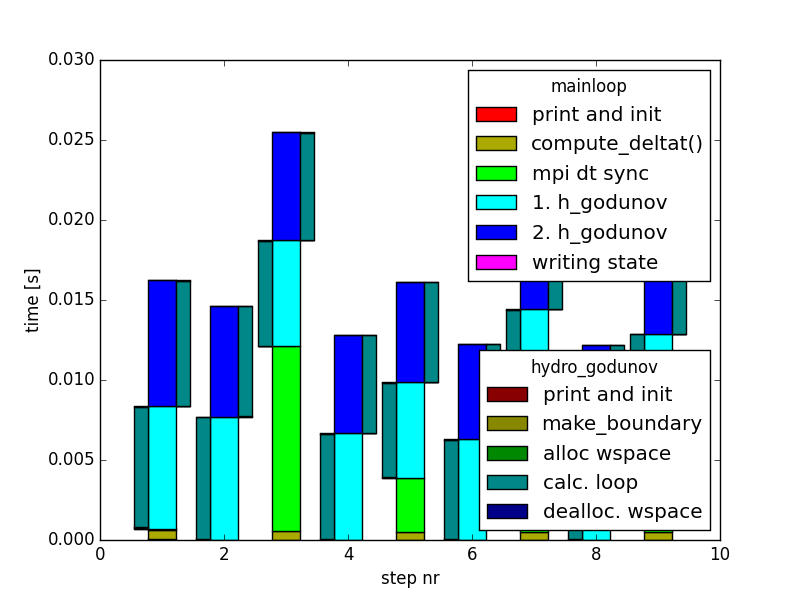 0.030
0.025
0.020
0.015
0.010
0.005
0.000
time [s]
0
2
4
6
8
10
step nr
mainloop
print and init
compute_deltat()
mpi dt sync
1. h_godunov
2. h_godunov
writing state
hydro_godunov
print and init
make_boundary
alloc wspace
calc. loop
dealloc. wspace